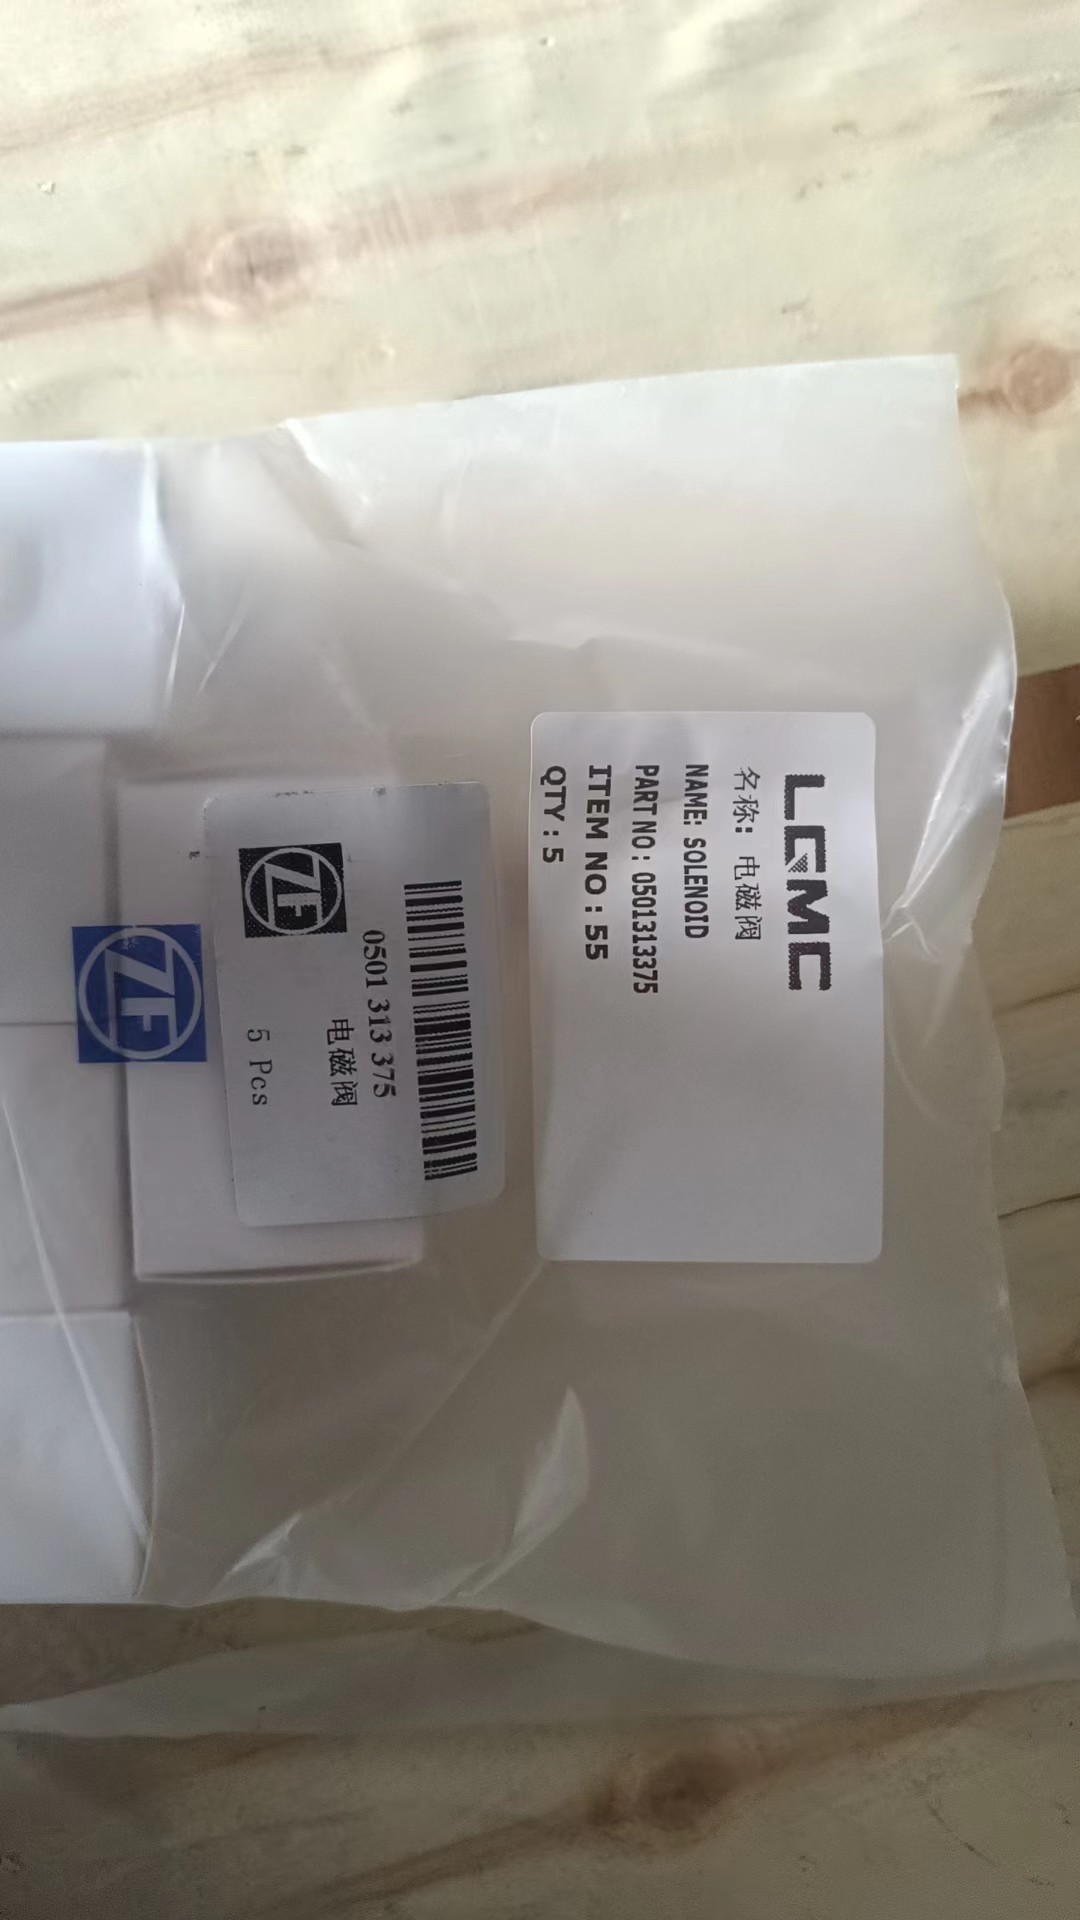 LGMC
名称: 电磁阀
NAME: SOLENOID
PART NO: 0501313375
ITEM NO: 55
QTY: 5
ZF
0501 313 375
电磁阀
5 Pcs
ZF